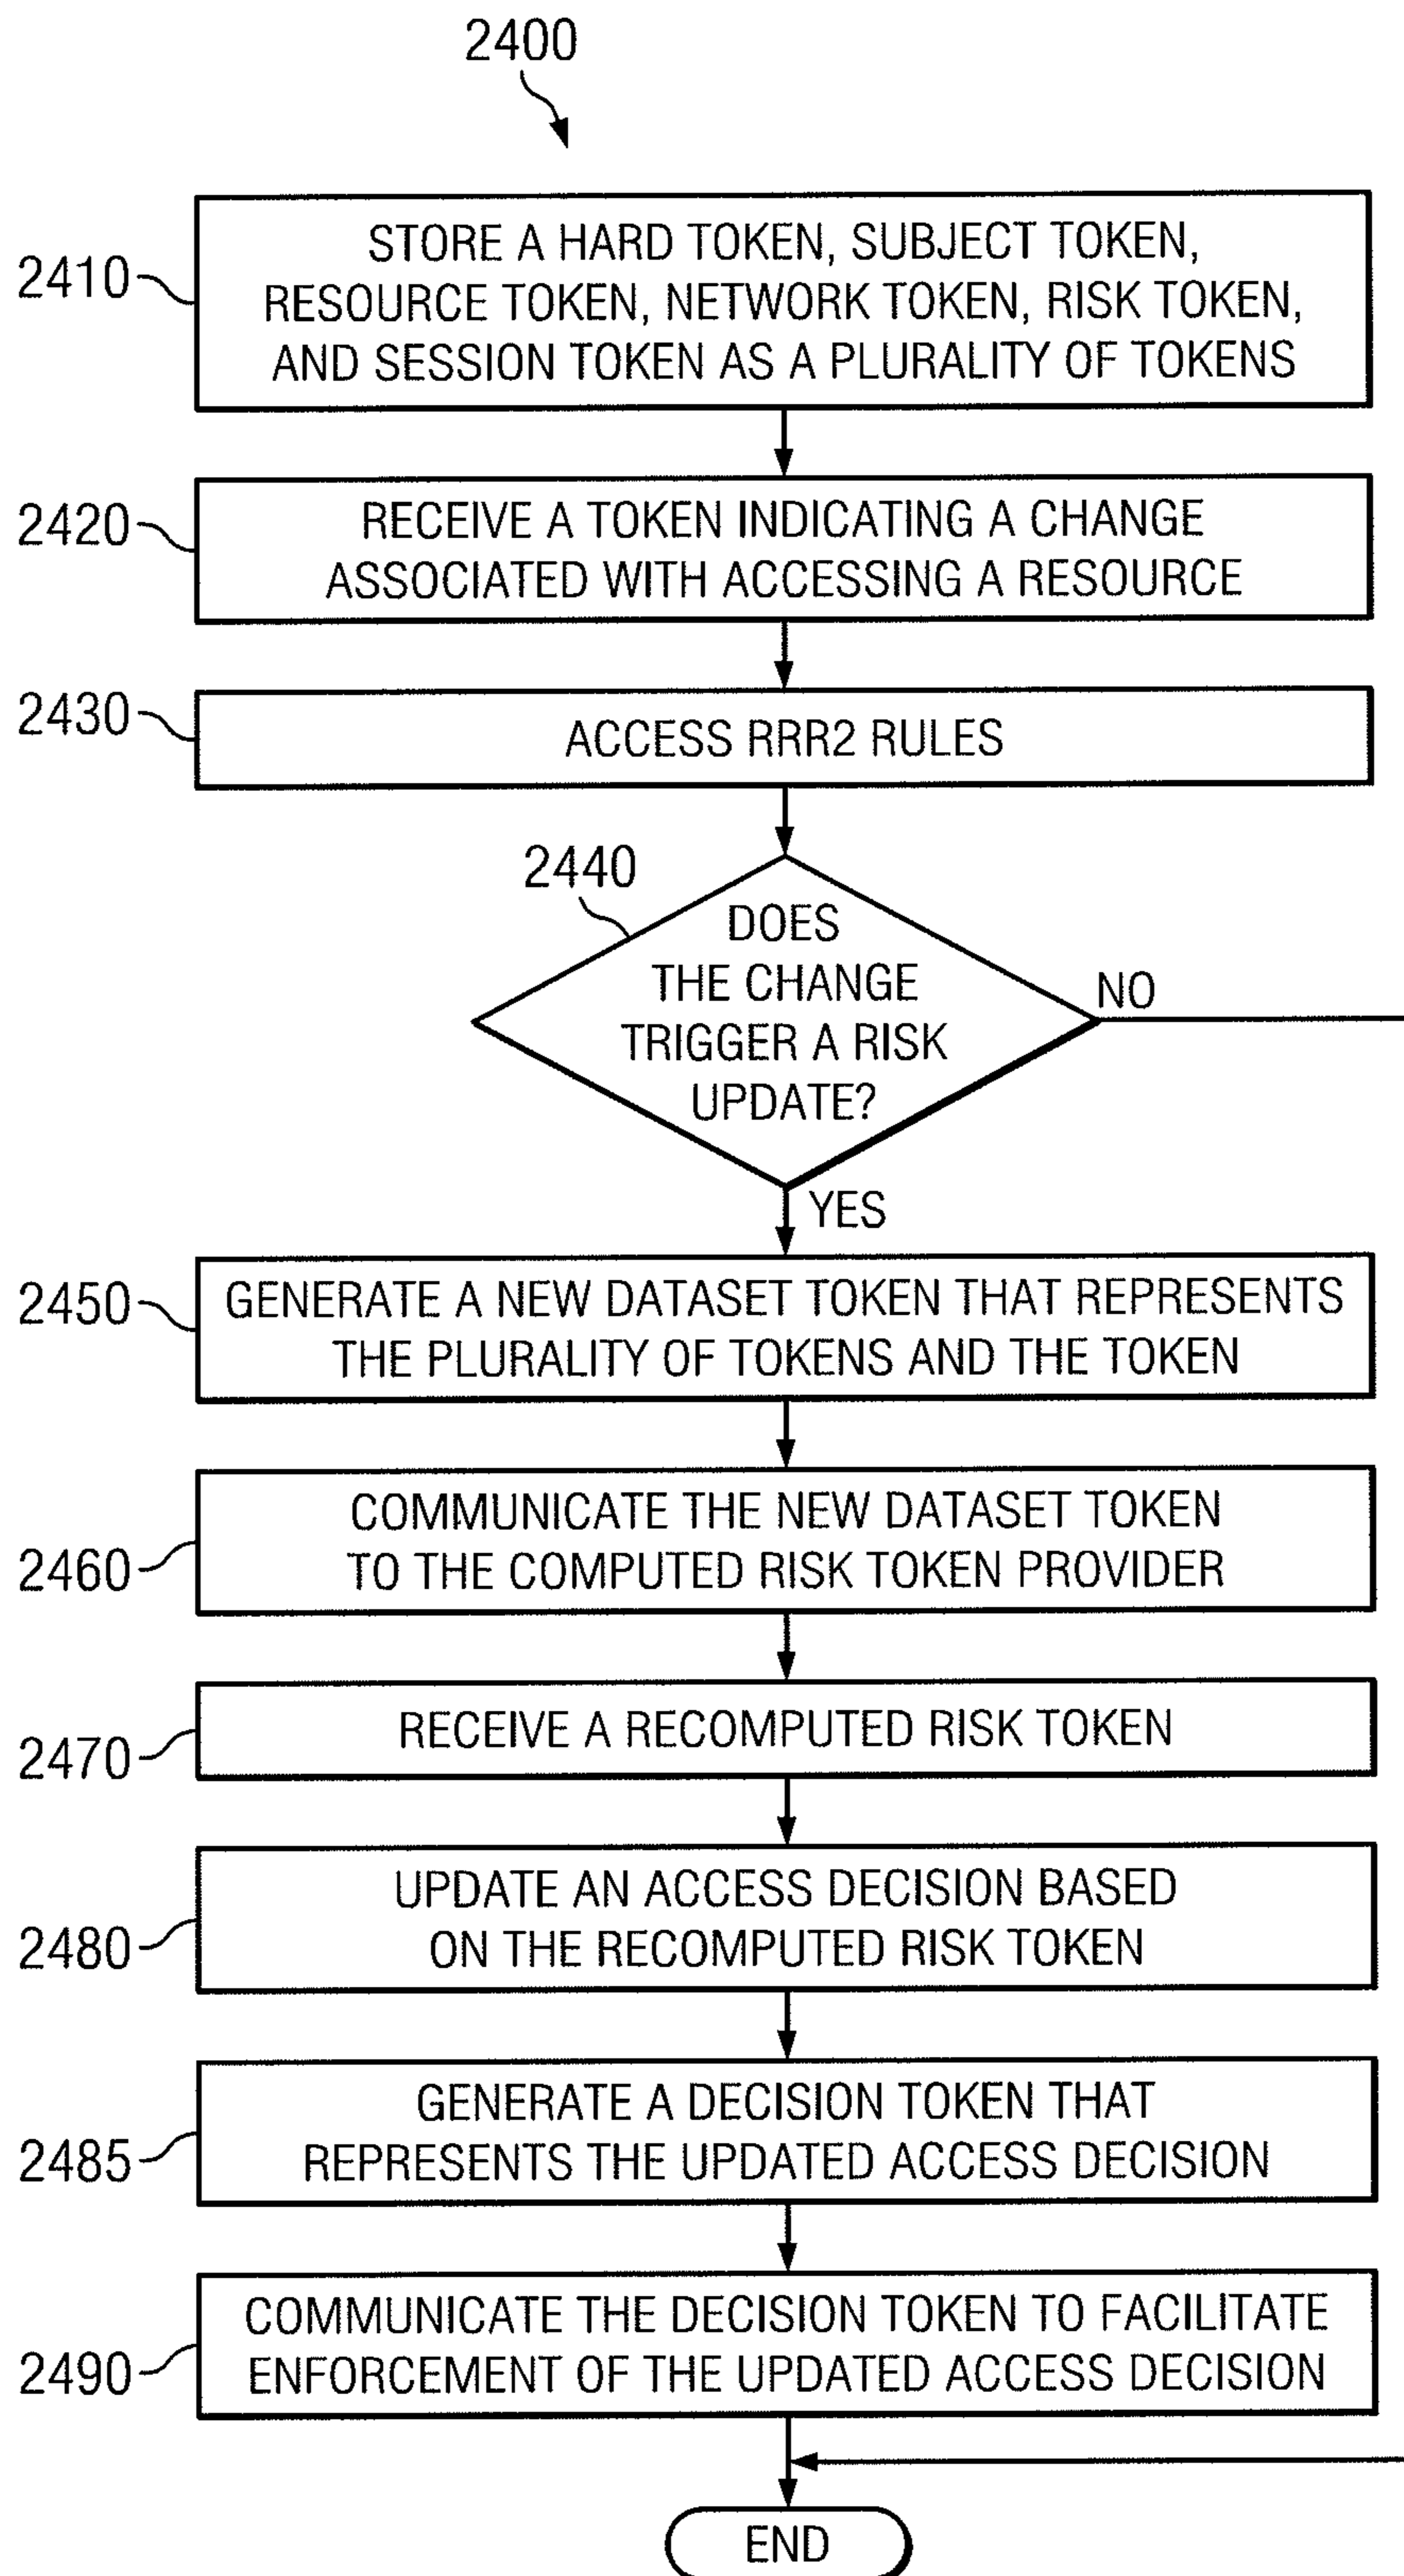 2400
2410
STORE A HARD TOKEN, SUBJECT TOKEN,
RESOURCE TOKEN, NETWORK TOKEN, RISK TOKEN,
AND SESSION TOKEN AS A PLURALITY OF TOKENS
2420
RECEIVE A TOKEN INDICATING A CHANGE
ASSOCIATED WITH ACCESSING A RESOURCE
2430
ACCESS RRR2 RULES
2440
DOES
THE CHANGE
TRIGGER A RISK
UPDATE?
NO
YES
2450
GENERATE A NEW DATASET TOKEN THAT REPRESENTS
THE PLURALITY OF TOKENS AND THE TOKEN
2460
COMMUNICATE THE NEW DATASET TOKEN
TO THE COMPUTED RISK TOKEN PROVIDER
2470
RECEIVE A RECOMPUTED RISK TOKEN
2480
UPDATE AN ACCESS DECISION BASED
ON THE RECOMPUTED RISK TOKEN
2485
GENERATE A DECISION TOKEN THAT
REPRESENTS THE UPDATED ACCESS DECISION
2490
COMMUNICATE THE DECISION TOKEN TO FACILITATE
ENFORCEMENT OF THE UPDATED ACCESS DECISION
END